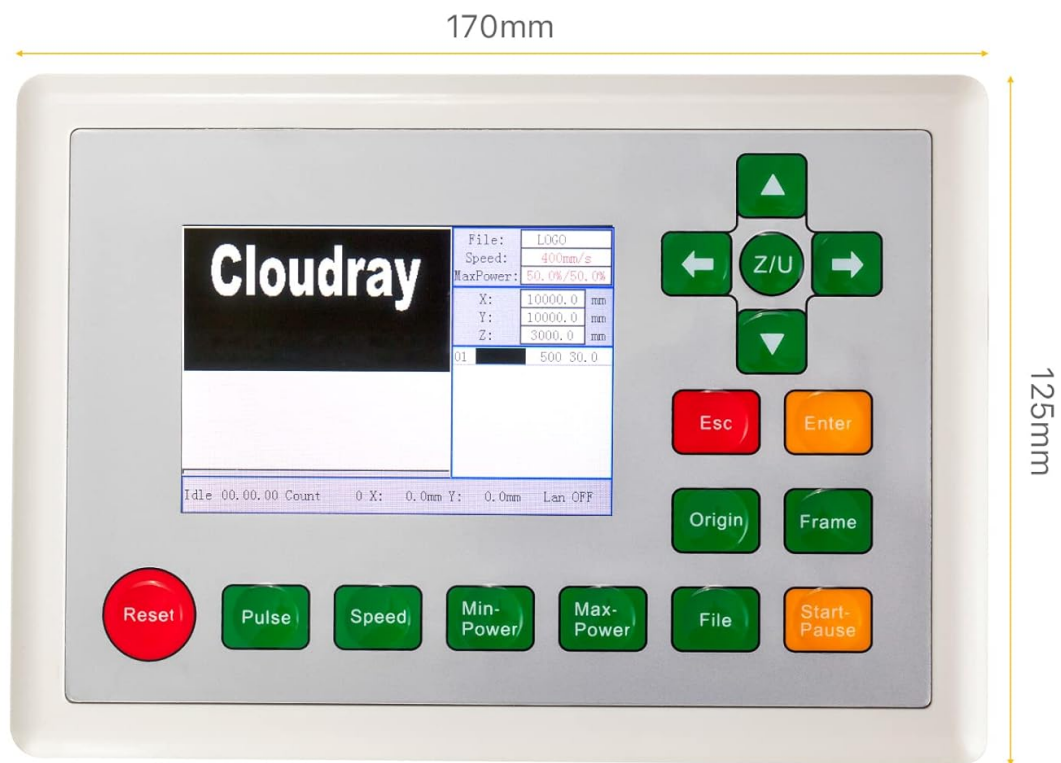 170mm
125mm
Cloudray
File: LOGO
Speed: 400mm/s
MaxPower: 50.0%/50.0%
X: 10000.0 mm
Y: 10000.0 mm
Z: 3000.0 mm
01 500 30.0
Idle 00.00.00 Count 0 X: 0.0mm Y: 0.0mm Lan OFF
Z/U
Esc
Enter
Origin
Frame
Reset
Pulse
Speed
Min-
Power
Max-
Power
File
Start-
Pause